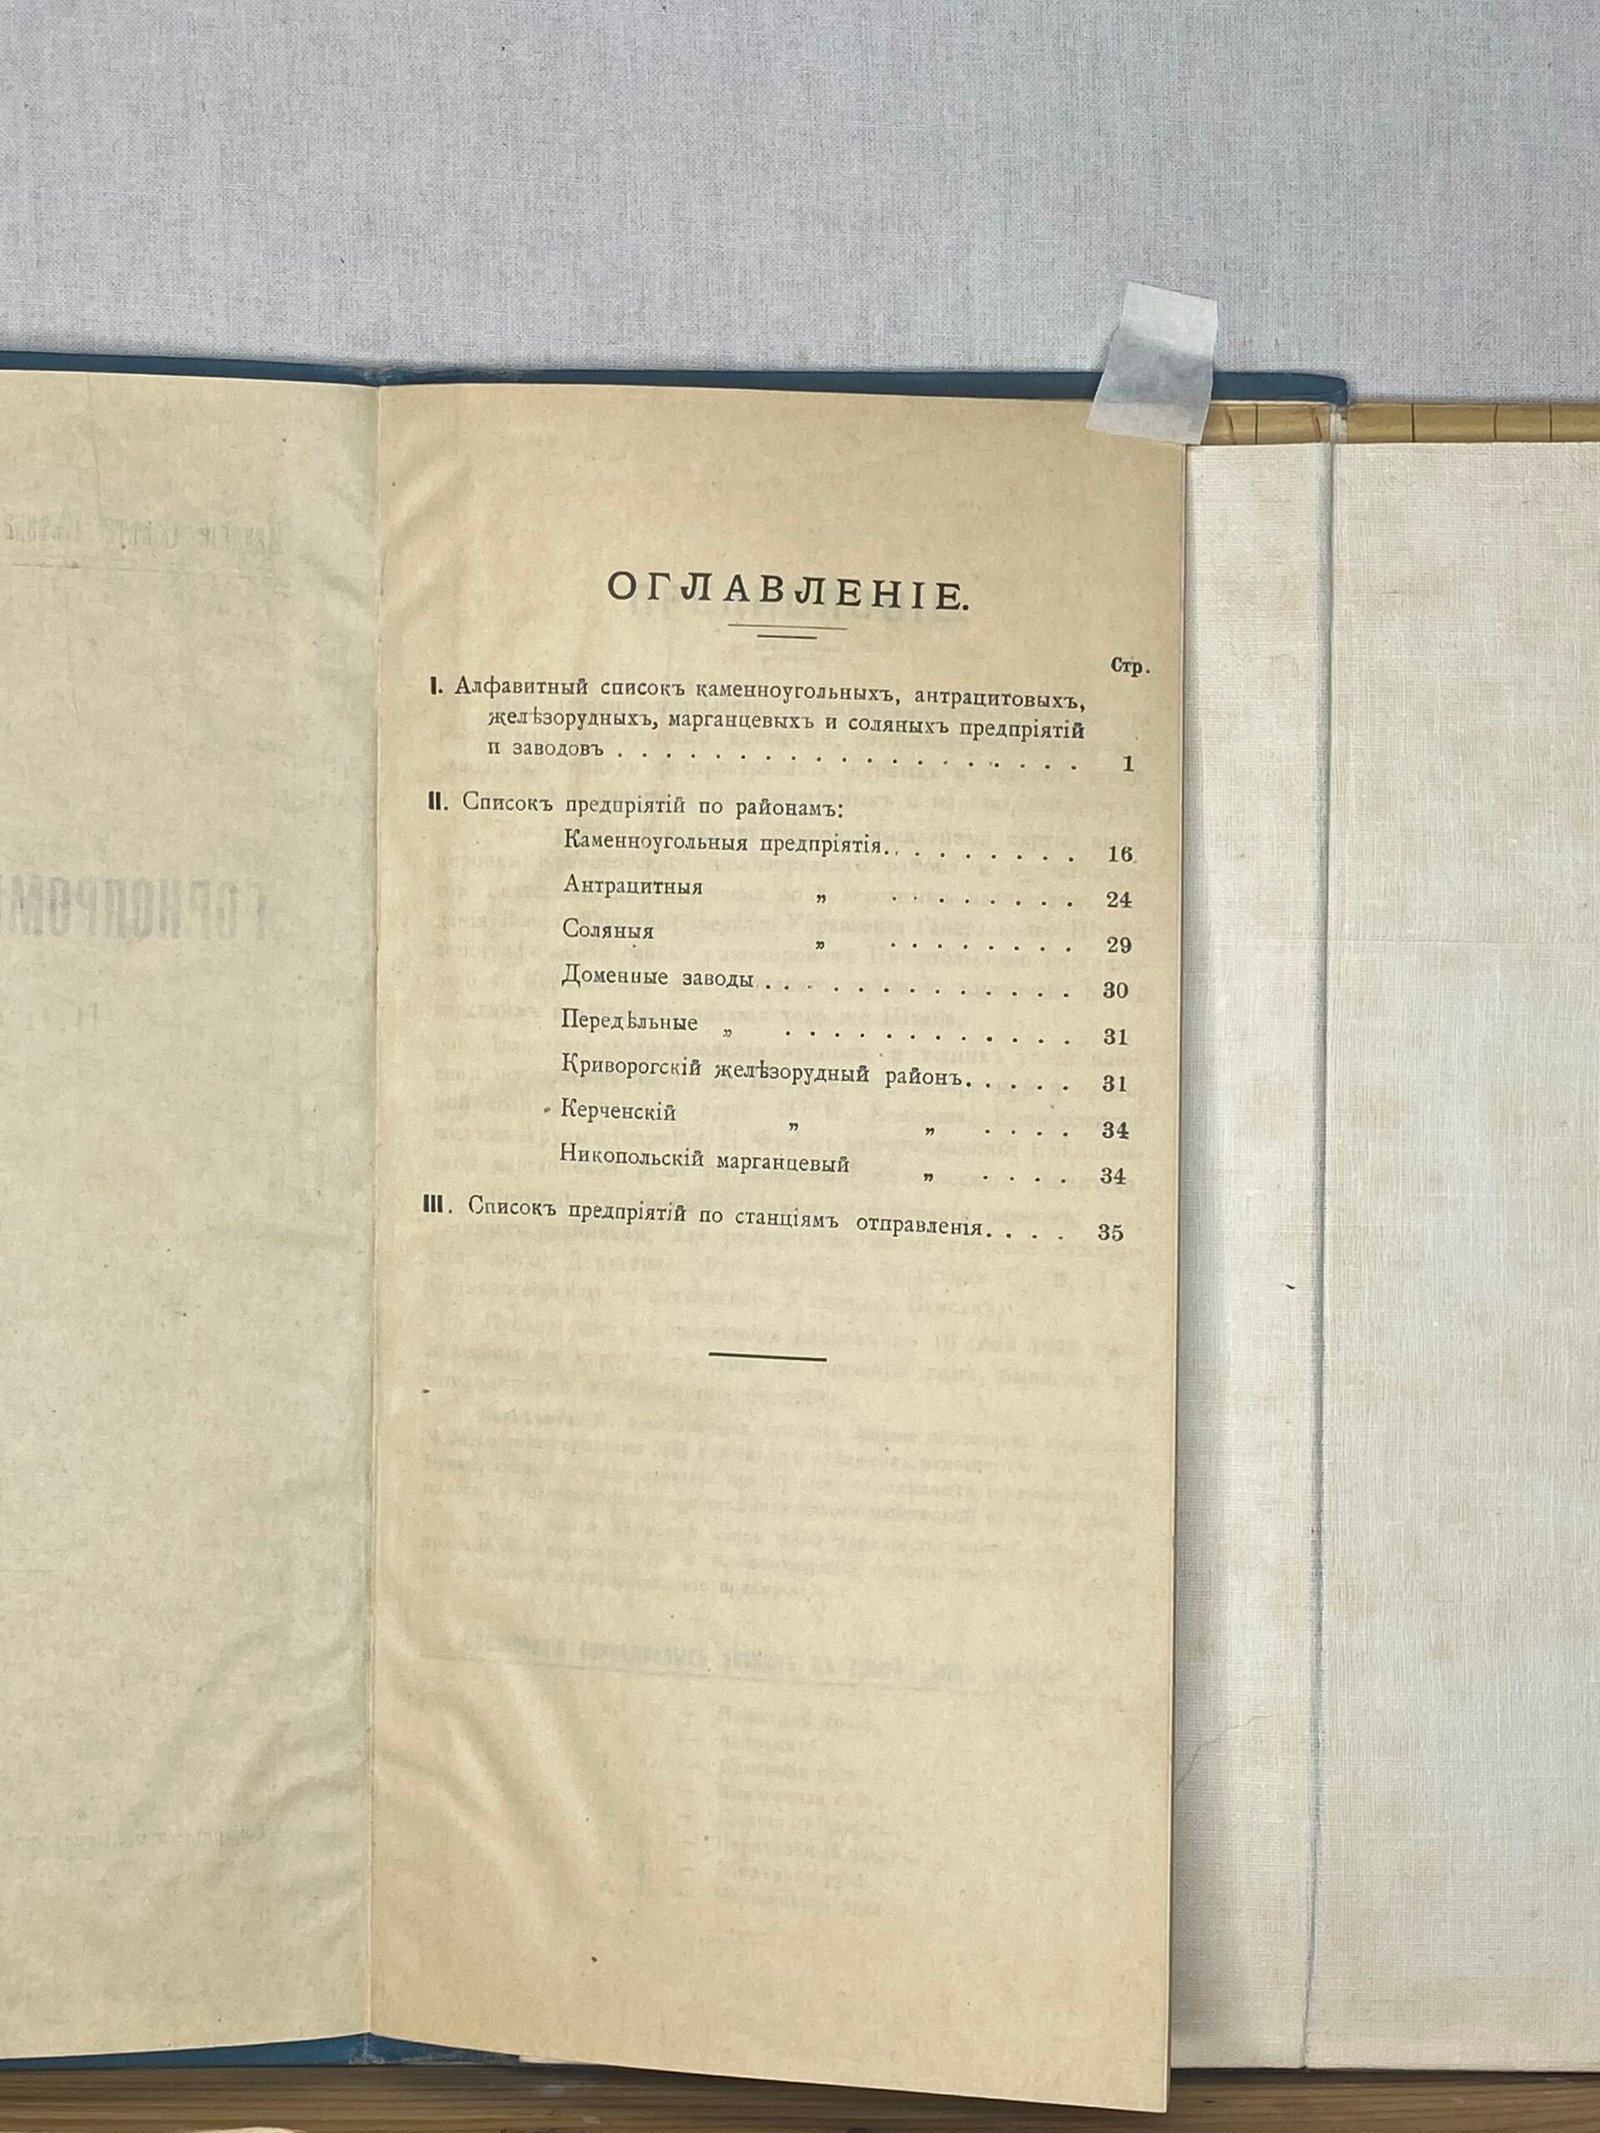 ОГЛАВЛЕНІЕ.
Стр.
I. Алфавитный списокъ каменноугольныхъ, антрацитовыхъ,
желѣзорудныхъ, марганцевыхъ и соляныхъ предпріятій
и заводовъ . . . . . . . . . . . . . . . . . . . . 1
II. Списокъ предпріятій по районамъ:
Каменноугольныя предпріятія. . . . . . . . . 16
Антрацитныя „ . . . . . . . . 24
Соляныя „ . . . . . . . . 29
Доменные заводы . . . . . . . . . . . . . 30
Передѣльные „ . . . . . . . . . . . . 31
Криворогскій желѣзорудный районъ. . . . . 31
Керченскій „ „ . . . . 34
Никопольскій марганцевый „ . . . . 34
III. Списокъ предпріятій по станціямъ отправленія. . . . 35